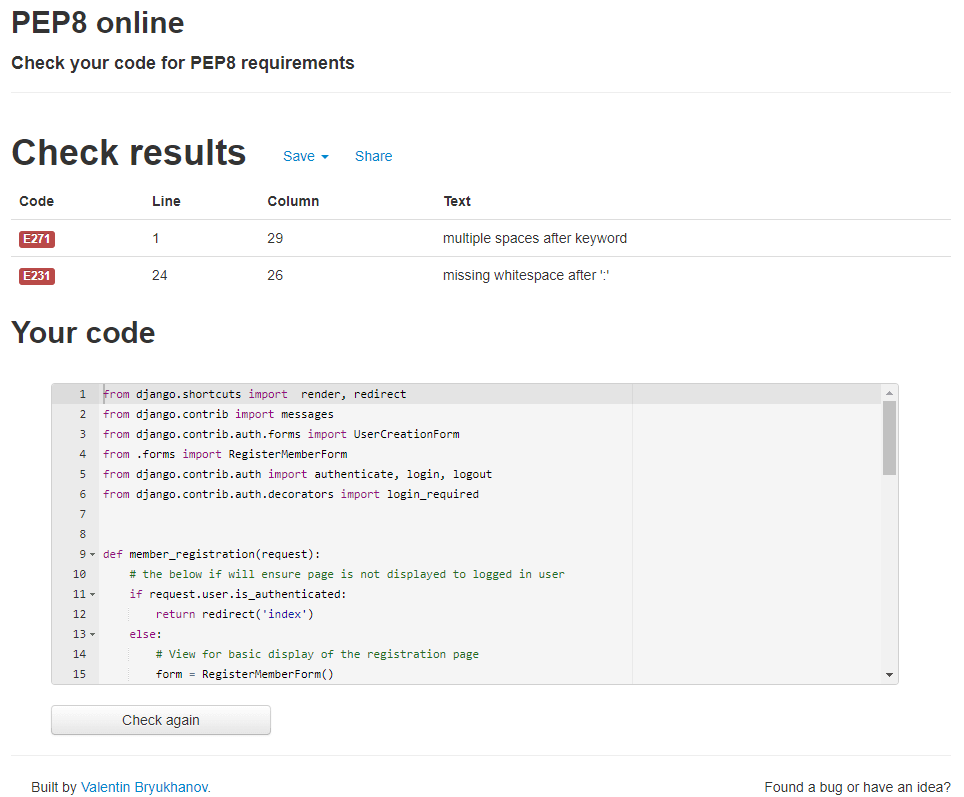 PEP8 online
Check your code for PEP8 requirements
Check results Save Share
Code Line Column Text
E271 1 29 multiple spaces after keyword
E231 24 26 missing whitespace after ':'
Your code
1 from django.shortcuts import  render, redirect
2 from django.contrib import messages
3 from django.contrib.auth.forms import UserCreationForm
4 from .forms import RegisterMemberForm
5 from django.contrib.auth import authenticate, login, logout
6 from django.contrib.auth.decorators import login_required
7
8
9 def member_registration(request):
10     # the below if will ensure page is not displayed to logged in user
11     if request.user.is_authenticated:
12         return redirect('index')
13     else:
14         # View for basic display of the registration page
15         form = RegisterMemberForm()
Check again
Built by Valentin Bryukhanov. Found a bug or have an idea?